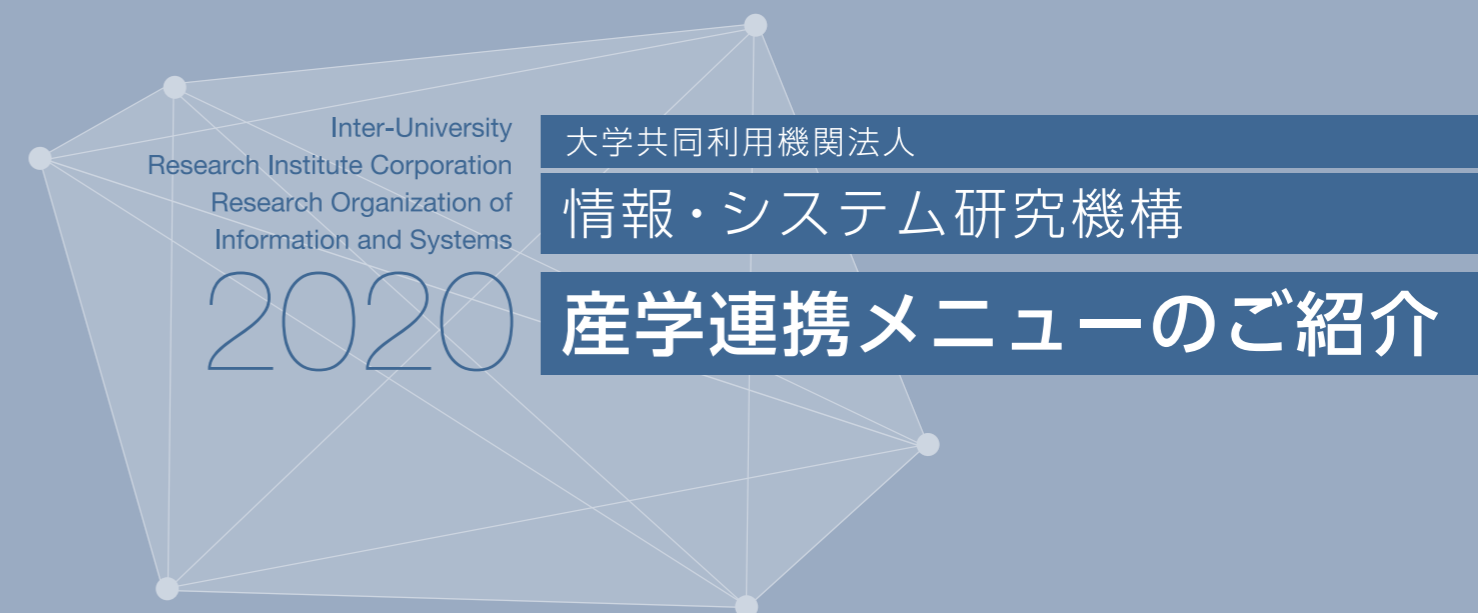 Inter-University
Research Institute Corporation
Research Organization of
Information and Systems
2020
大学共同利用機関法人
情報・システム研究機構
産学連携メニューのご紹介